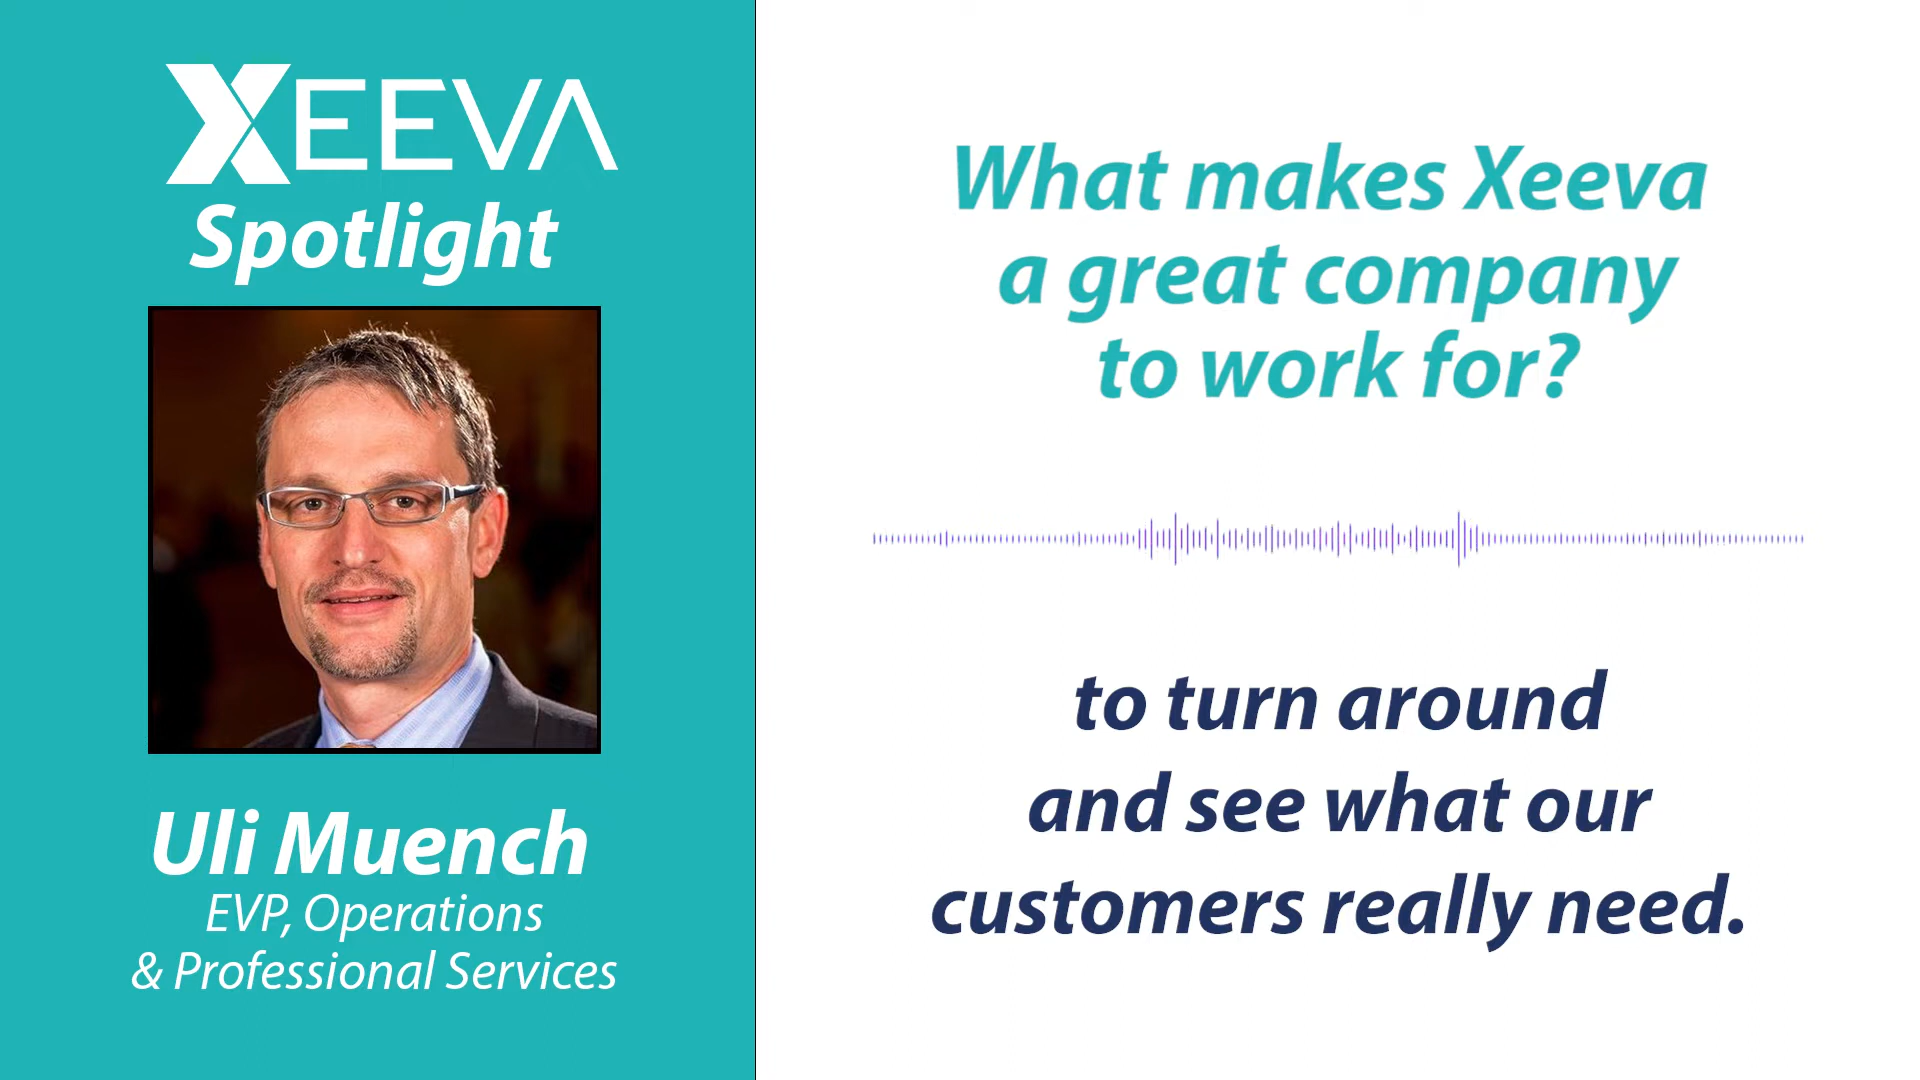 XEEVA
Spotlight
Uli Muench
EVP, Operations
& Professional Services
What makes Xeeva
a great company
to work for?
to turn around
and see what our
customers really need.